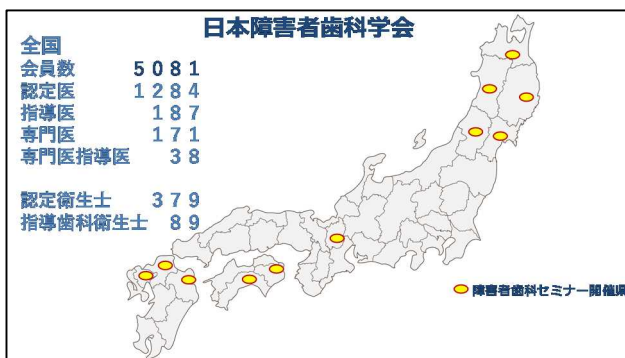 日本障害者歯科学会
全国
会員数 5081
認定医 1284
指導医 187
専門医 171
専門医指導医 38
認定衛生士 379
指導歯科衛生士 89
障害者歯科セミナー開催県